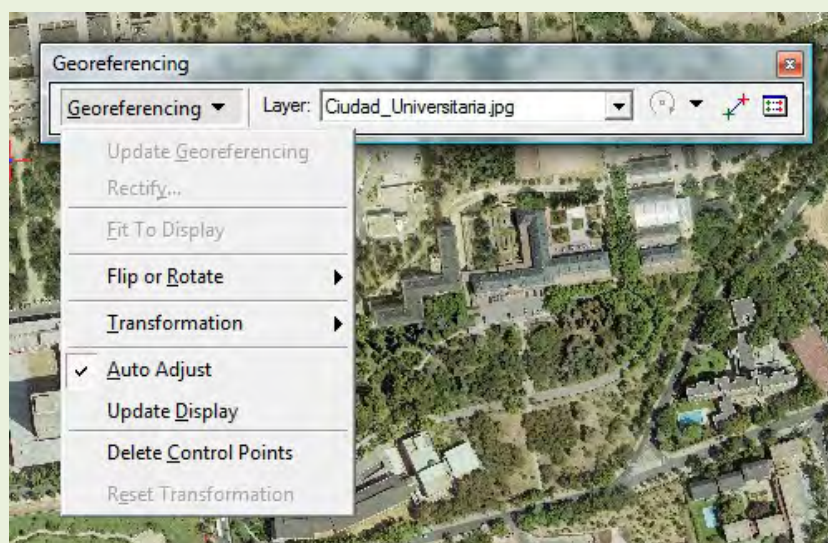 Georeferencing
Georeferencing Layer: Ciudad_Universitaria.jpg
Update Georeferencing
Rectify...
Fit To Display
Flip or Rotate
Transformation
Auto Adjust
Update Display
Delete Control Points
Reset Transformation